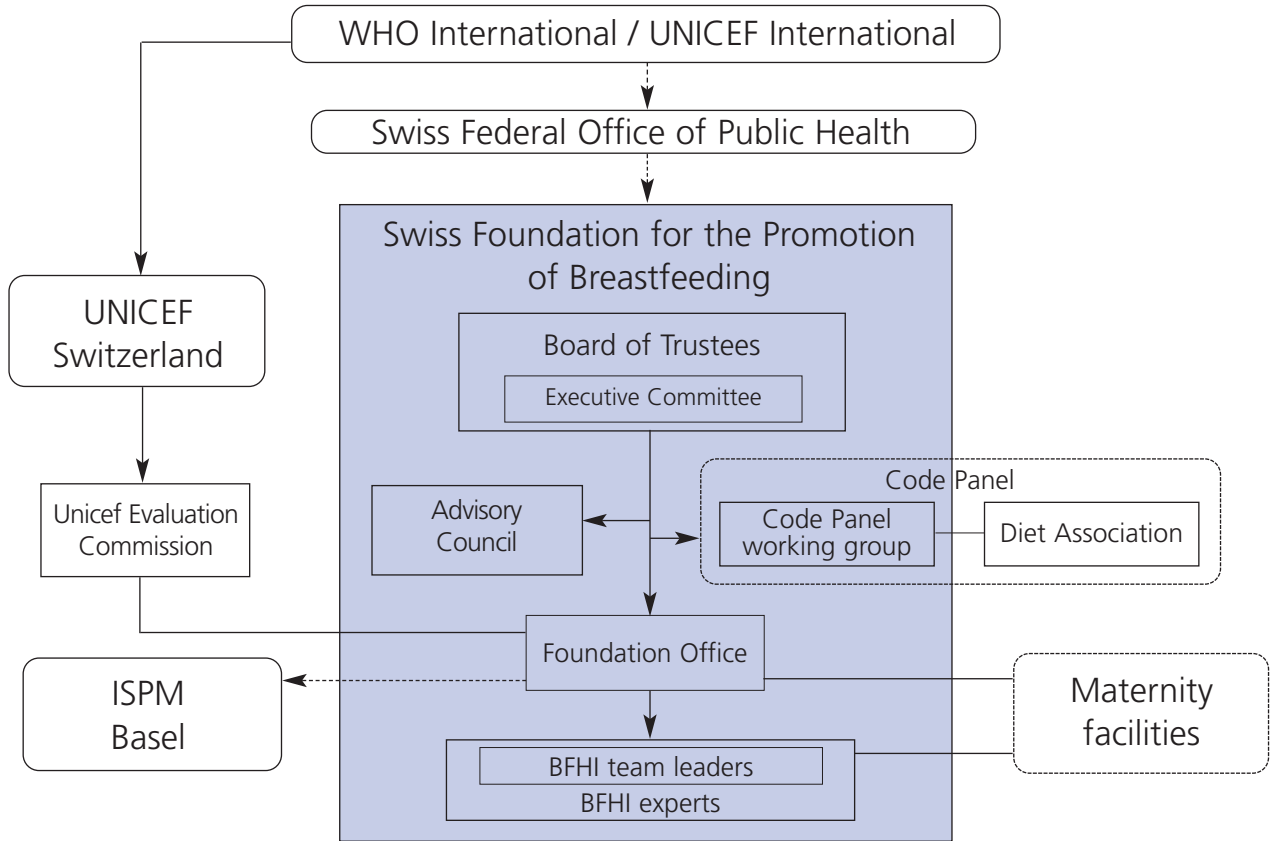 WHO International / UNICEF International
Swiss Federal Office of Public Health
Swiss Foundation for the Promotion
of Breastfeeding
UNICEF
Switzerland
Board of Trustees
Executive Committee
Code Panel
Unicef Evaluation
Commission
Advisory
Council
Code Panel
working group
Diet Association
Foundation Office
ISPM
Basel
Maternity
facilities
BFHI team leaders
BFHI experts